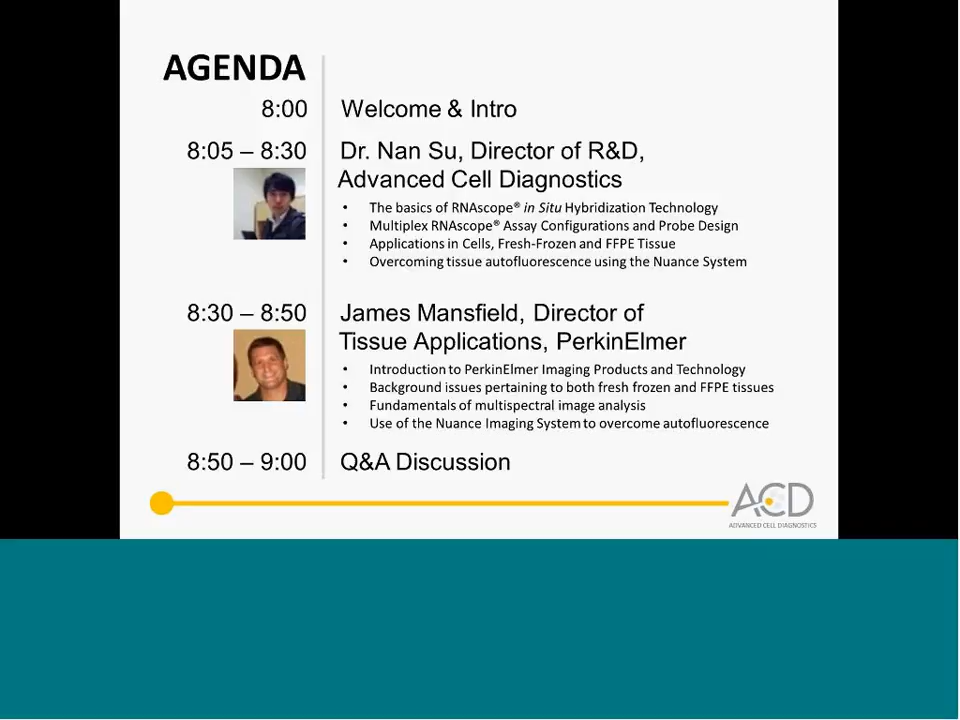 AGENDA
8:00 Welcome & Intro
8:05 – 8:30 Dr. Nan Su, Director of R&D,
Advanced Cell Diagnostics
• The basics of RNAscope® in Situ Hybridization Technology
• Multiplex RNAscope® Assay Configurations and Probe Design
• Applications in Cells, Fresh-Frozen and FFPE Tissue
• Overcoming tissue autofluorescence using the Nuance System
8:30 – 8:50 James Mansfield, Director of
Tissue Applications, PerkinElmer
• Introduction to PerkinElmer Imaging Products and Technology
• Background issues pertaining to both fresh frozen and FFPE tissues
• Fundamentals of multispectral image analysis
• Use of the Nuance Imaging System to overcome autofluorescence
8:50 – 9:00 Q&A Discussion
ACD
ADVANCED CELL DIAGNOSTICS